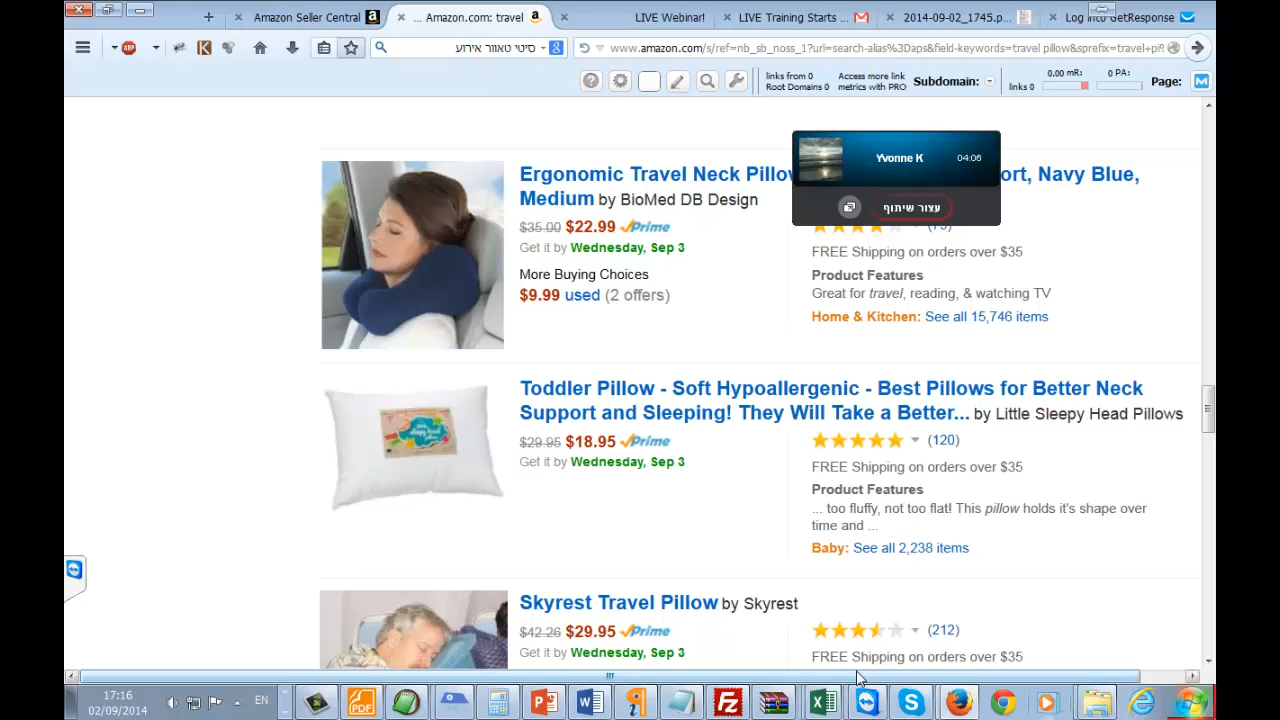 Amazon Seller Central
... Amazon.com: travel
LIVE Webinar!
LIVE Training Starts ...
2014-09-02_1745.p...
Log into GetResponse
סיטי טאוור אירוע
www.amazon.com/s/ref=nb_sb_noss_1?url=search-alias%3Daps&field-keywords=travel pillow&sprefix=travel+pi
links from 0
Root Domains 0
Access more link
metrics with PRO
Subdomain:
links 0
0.00 mR:
0 PA:
Page:
Yvonne K
04:06
עצור שיתוף
Ergonomic Travel Neck Pillow
ort, Navy Blue,
Medium by BioMed DB Design
$35.00 $22.99 Prime
Get it by Wednesday, Sep 3
More Buying Choices
$9.99 used (2 offers)
FREE Shipping on orders over $35
Product Features
Great for travel, reading, & watching TV
Home & Kitchen: See all 15,746 items
Toddler Pillow - Soft Hypoallergenic - Best Pillows for Better Neck
Support and Sleeping! They Will Take a Better... by Little Sleepy Head Pillows
$29.95 $18.95 Prime
Get it by Wednesday, Sep 3
(120)
FREE Shipping on orders over $35
Product Features
... too fluffy, not too flat! This pillow holds it's shape over
time and ...
Baby: See all 2,238 items
Skyrest Travel Pillow by Skyrest
$42.26 $29.95 Prime
Get it by Wednesday, Sep 3
(212)
FREE Shipping on orders over $35
17:16
02/09/2014
EN
PDF